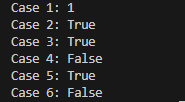 Case 1: 1
Case 2: True
Case 3: True
Case 4: False
Case 5: True
Case 6: False